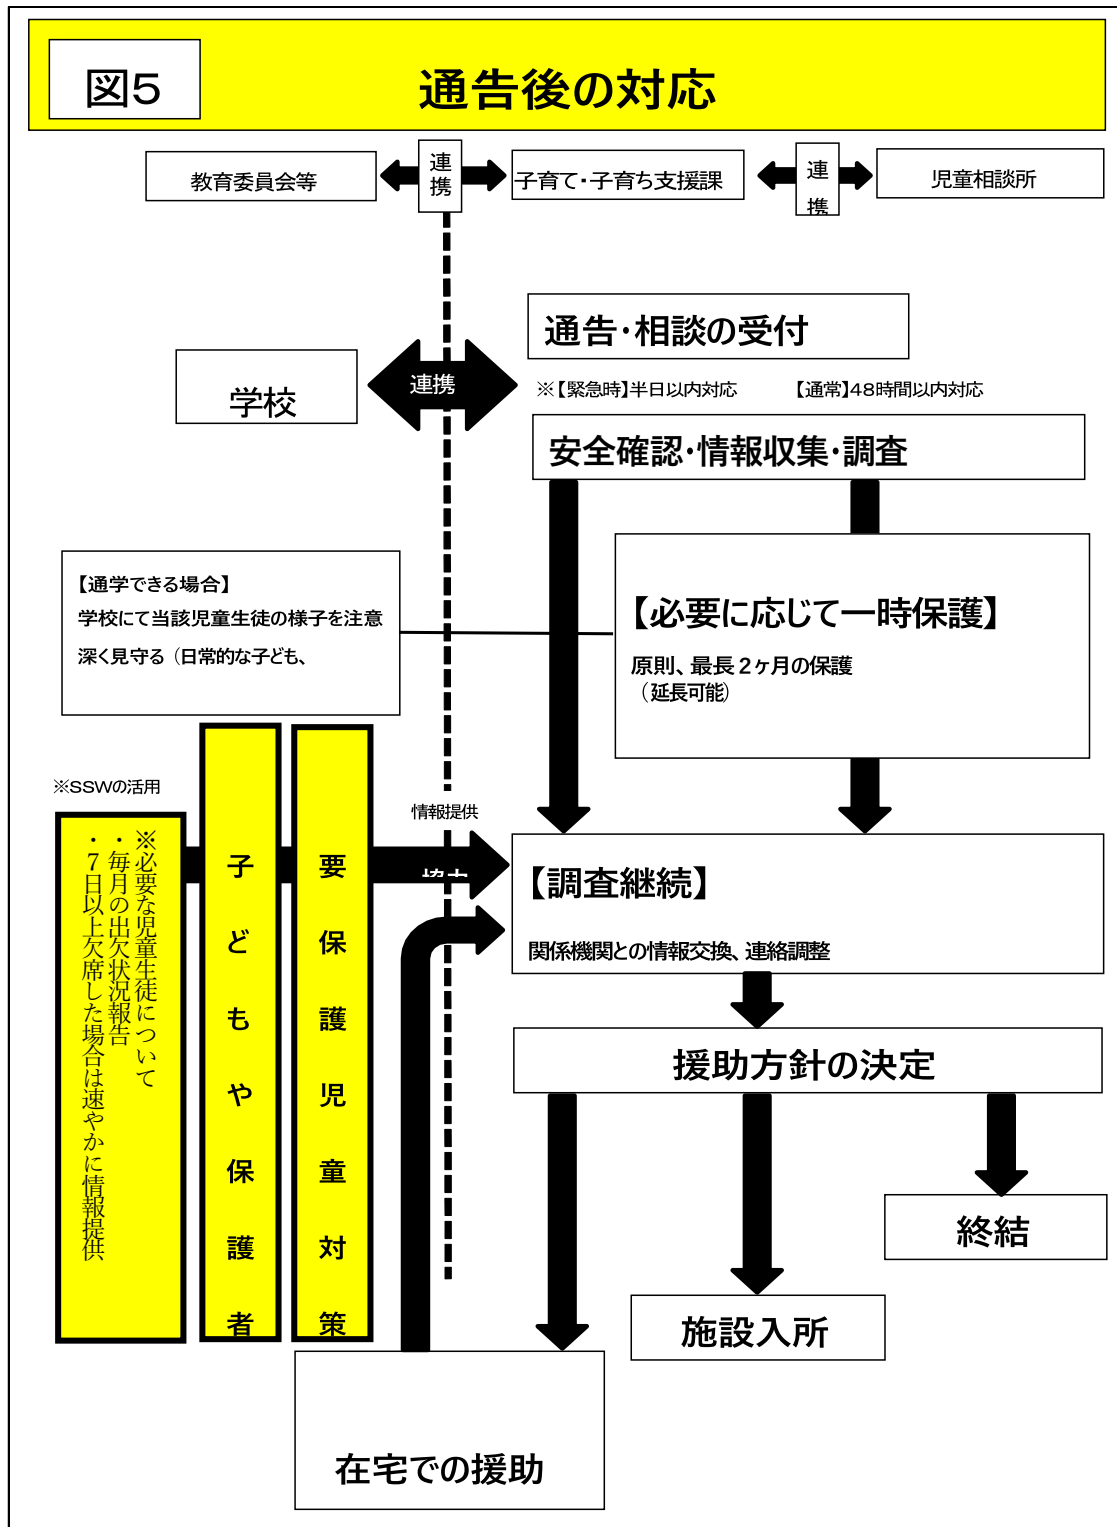 図5
通告後の対応
教育委員会等
連携
子育て・子育ち支援課
連携
児童相談所
通告・相談の受付
学校
連携
※【緊急時】半日以内対応　【通常】48時間以内対応
安全確認・情報収集・調査
【通学できる場合】
学校にて当該児童生徒の様子を注意
深く見守る（日常的な子ども、
【必要に応じて一時保護】
原則、最長2ヶ月の保護
（延長可能）
※SSWの活用
情報提供
※必要な児童生徒について
・毎月の出欠状況報告
・7日以上欠席した場合は速やかに情報提供
子どもや保護者
要保護児童対策
【調査継続】
関係機関との情報交換、連絡調整
援助方針の決定
終結
施設入所
在宅での援助